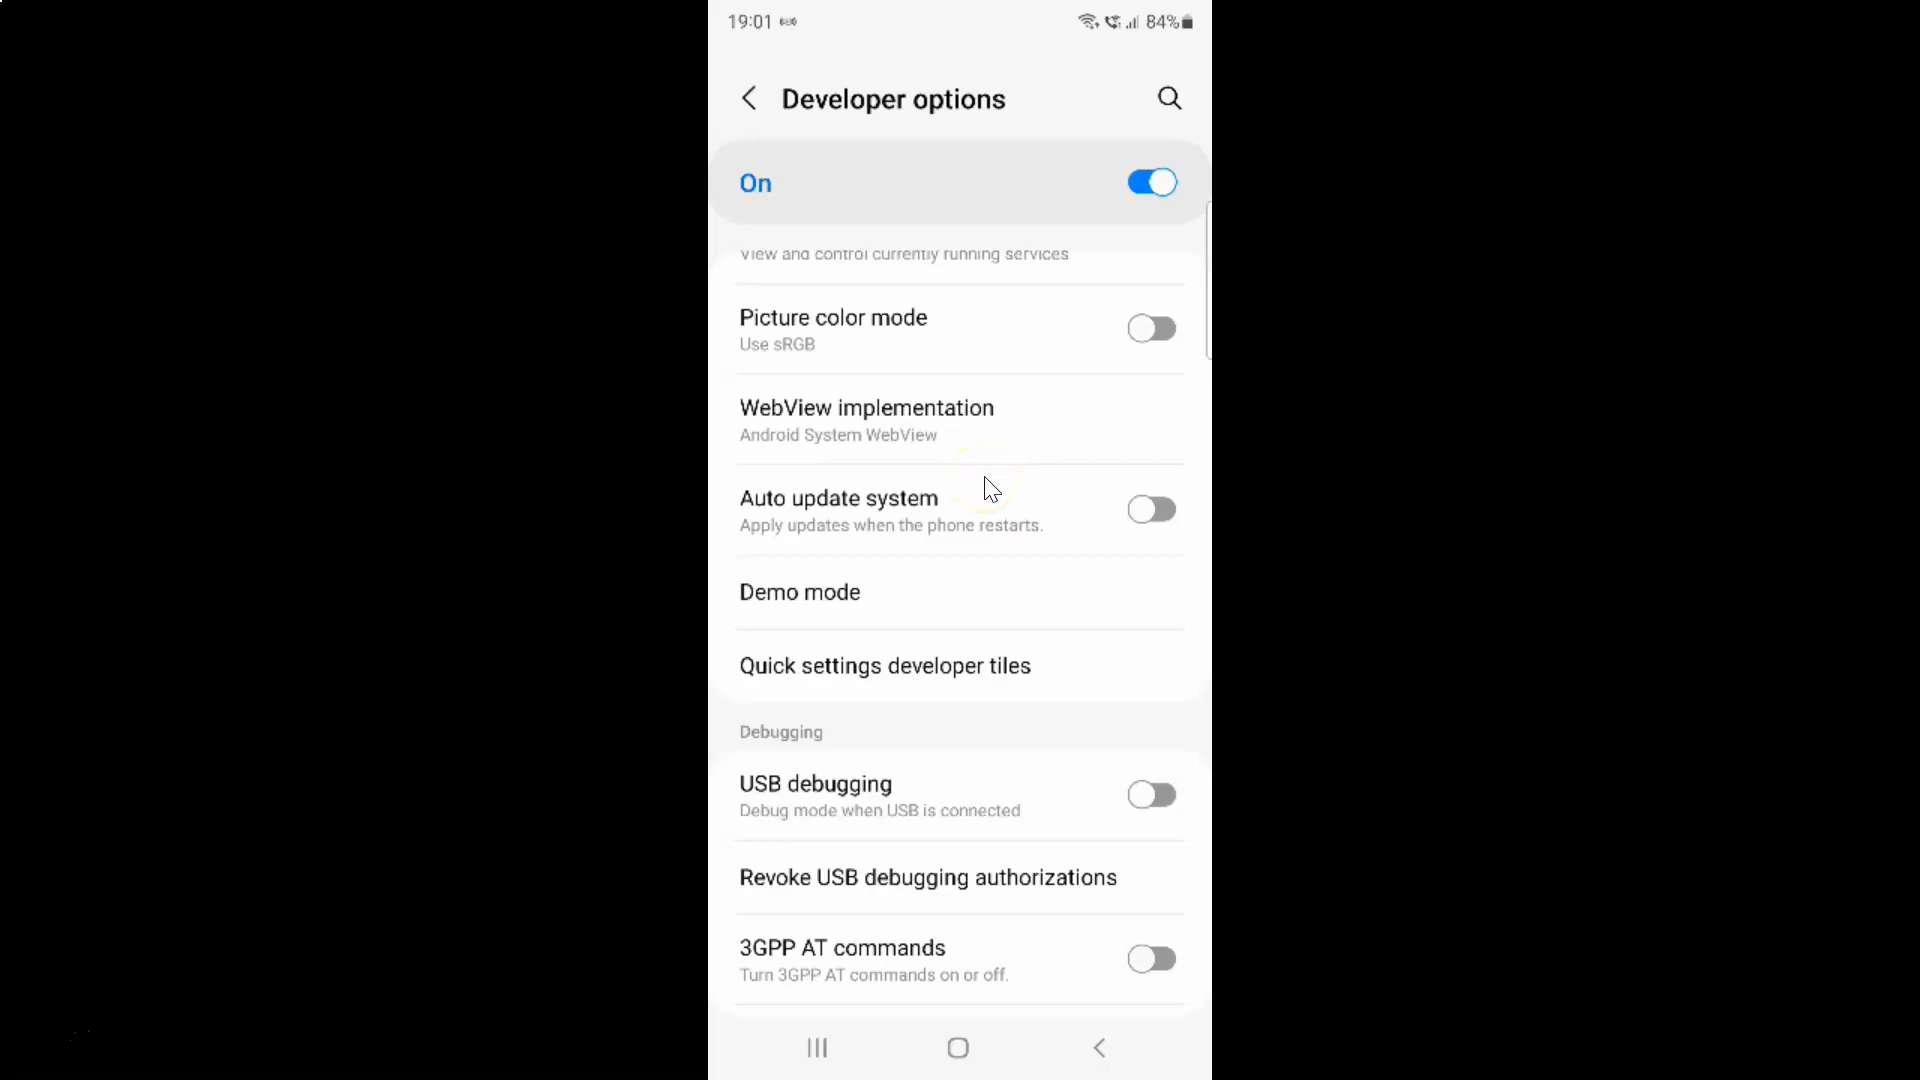 19:01
84%
Developer options
On
View and control currently running services
Picture color mode
Use sRGB
WebView implementation
Android System WebView
Auto update system
Apply updates when the phone restarts.
Demo mode
Quick settings developer tiles
Debugging
USB debugging
Debug mode when USB is connected
Revoke USB debugging authorizations
3GPP AT commands
Turn 3GPP AT commands on or off.